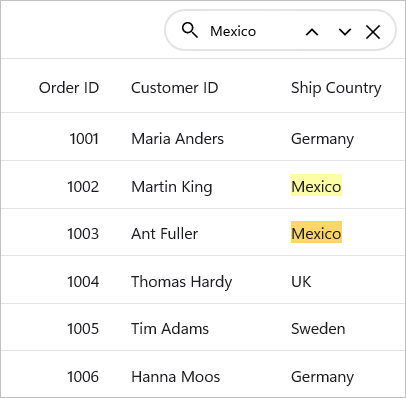 Mexico
Order ID Customer ID Ship Country
1001 Maria Anders Germany
1002 Martin King Mexico
1003 Ant Fuller Mexico
1004 Thomas Hardy UK
1005 Tim Adams Sweden
1006 Hanna Moos Germany